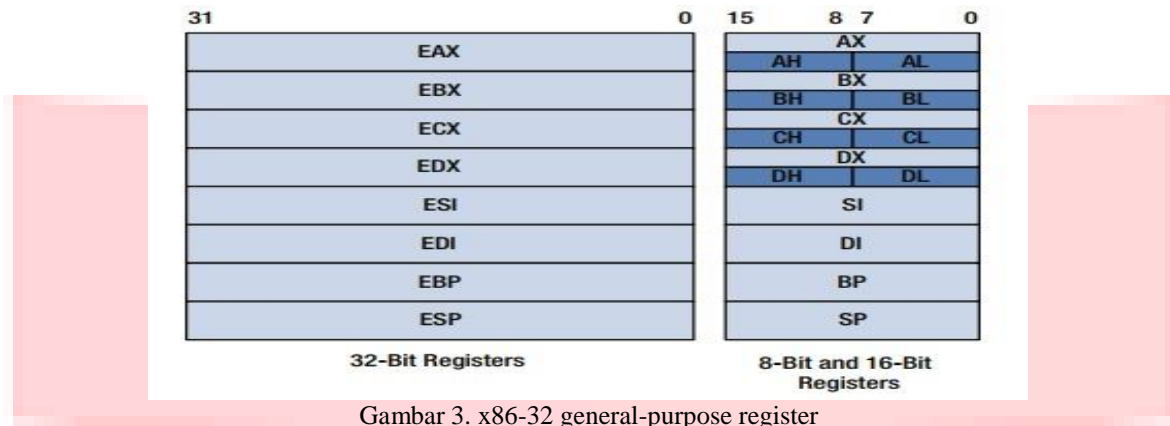 31 0 15 8 7 0
EAX AX
AH AL
EBX BX
BH BL
ECX CX
CH CL
EDX DX
DH DL
ESI SI
EDI DI
EBP BP
ESP SP
32-Bit Registers 8-Bit and 16-Bit
Registers
Gambar 3. x86-32 general-purpose register